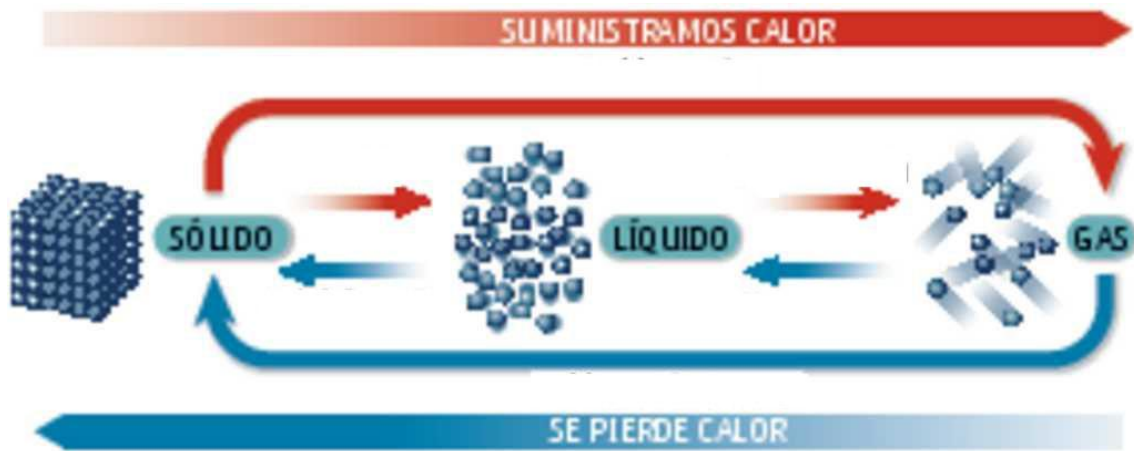 SUMINISTRAMOS CALOR
SÓLIDO
LÍQUIDO
GAS
SE PIERDE CALOR